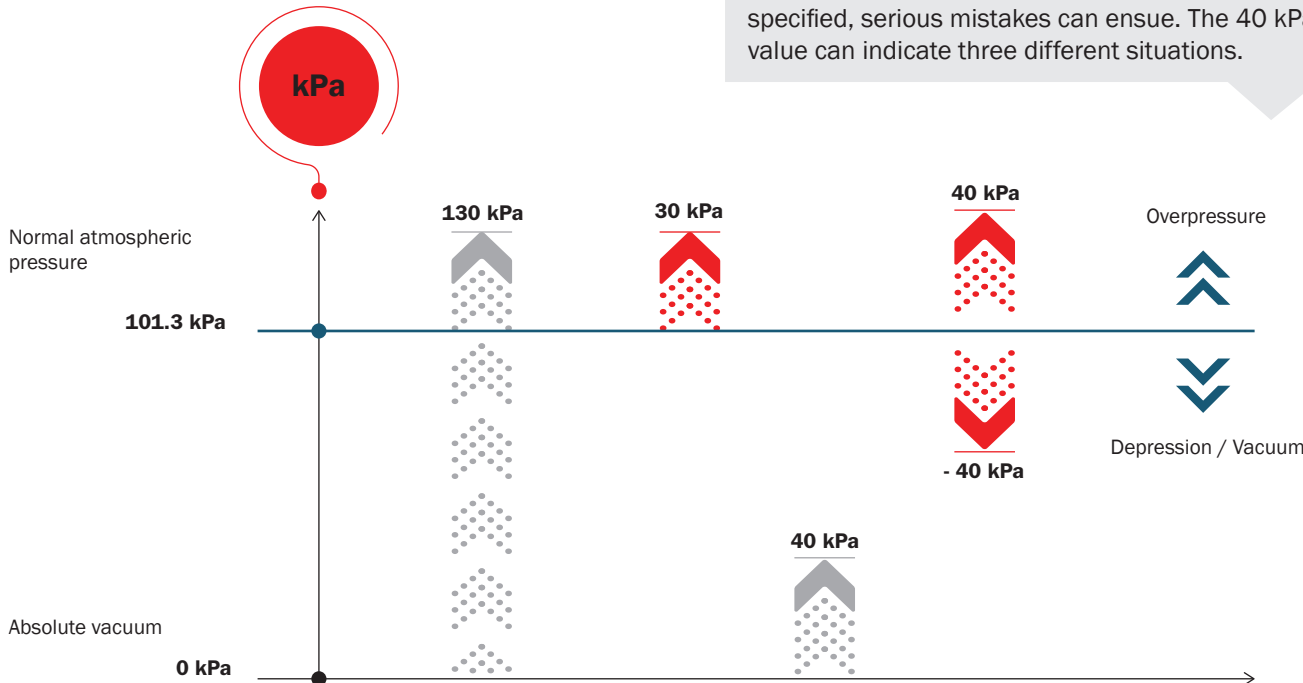 specified, serious mistakes can ensue. The 40 kPa
value can indicate three different situations.
kPa
130 kPa
30 kPa
40 kPa
Overpressure
Normal atmospheric
pressure
101.3 kPa
Depression / Vacuum
- 40 kPa
40 kPa
Absolute vacuum
0 kPa